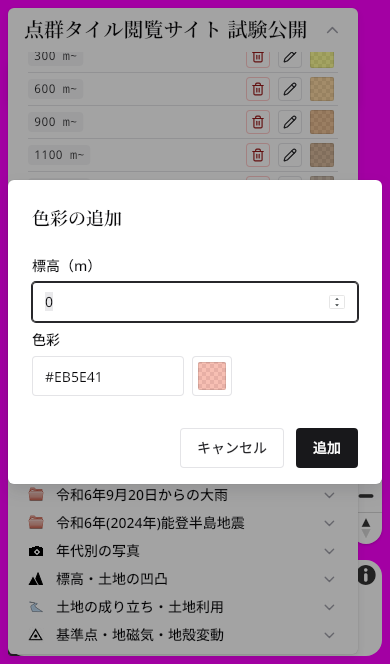 点群タイル閲覧サイト 試験公開
300 m~
600 m~
900 m~
1100 m~
色彩の追加
標高（m）
0
色彩
#EB5E41
キャンセル
追加
令和6年9月20日からの大雨
令和6年(2024年)能登半島地震
年代別の写真
標高・土地の凹凸
土地の成り立ち・土地利用
基準点・地磁気・地殻変動